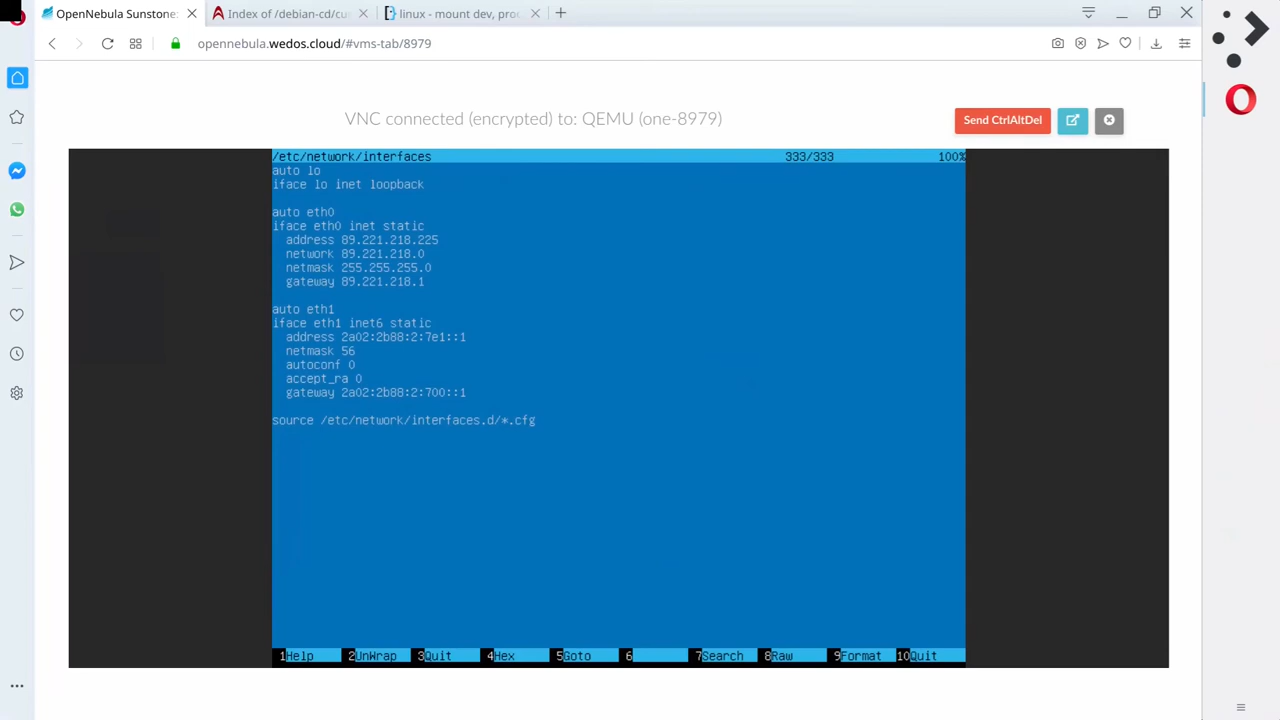 OpenNebula Sunstone:
Index of /debian-cd/cu
linux - mount dev, pro
opennebula.wedos.cloud/#vms-tab/8979
VNC connected (encrypted) to: QEMU (one-8979)
Send CtrlAltDel
/etc/network/interfaces 333/333 100%
auto lo
iface lo inet loopback
auto eth0
iface eth0 inet static
address 89.221.218.225
network 89.221.218.0
netmask 255.255.255.0
gateway 89.221.218.1
auto eth1
iface eth1 inet6 static
address 2a02:2b88:2:7e1::1
netmask 56
autoconf 0
accept_ra 0
gateway 2a02:2b88:2:700::1
source /etc/network/interfaces.d/*.cfg
1Help 2UnWrap 3Quit 4Hex 5Goto 6 7Search 8Raw 9Format 10Quit